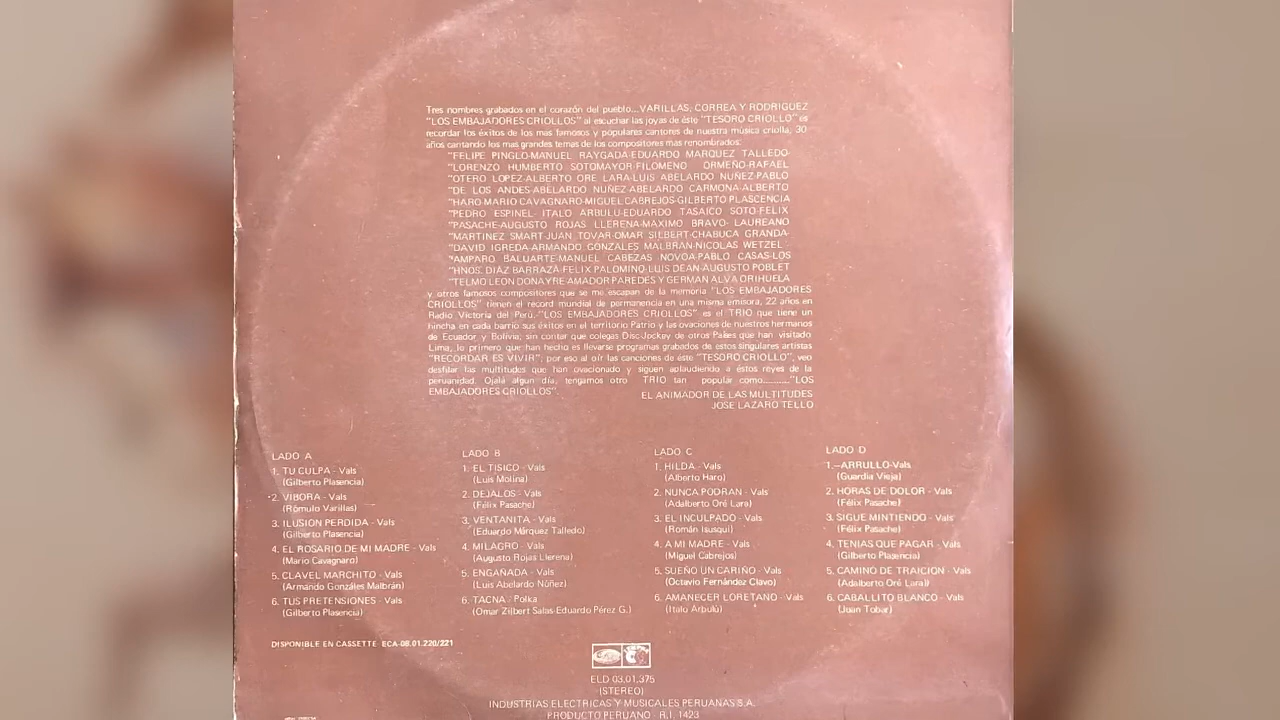 Tres nombres grabados en el corazón del pueblo...VARILLAS, CORREA Y RODRIGUEZ
"LOS EMBAJADORES CRIOLLOS" al escuchar las joyas de éste "TESORO CRIOLLO" es
recordar los éxitos de los mas famosos y populares cantores de nuestra música criolla, 30
años cantando los mas grandes temas de los compositores mas renombrados:
"FELIPE PINGLO-MANUEL RAYGADA-EDUARDO MARQUEZ TALLEDO-
"LORENZO HUMBERTO SOTOMAYOR-FILOMENO ORMEÑO-RAFAEL
"OTERO LOPEZ-ALBERTO ORE LARA-LUIS ABELARDO NUÑEZ-PABLO
"DE LOS ANDES-ABELARDO NUÑEZ-ABELARDO CARMONA-ALBERTO
"HARO-MARIO CAVAGNARO-MIGUEL CABREJOS-GILBERTO PLASCENCIA
"PEDRO ESPINEL- ITALO ARBULU-EDUARDO TASAICO SOTO-FELIX
"PASACHE-AUGUSTO ROJAS LLERENA-MAXIMO BRAVO- LAUREANO
"MARTINEZ SMART-JUAN TOVAR-OMAR SILBERT-CHABUCA GRANDA-
"DAVID IGREDA-ARMANDO GONZALES MALBRAN-NICOLAS WETZEL
"AMPARO BALUARTE-MANUEL CABEZAS NOVOA-PABLO CASAS-LOS
"HNOS. DIAZ BARRAZA-FELIX PALOMINO-LUIS DEAN-AUGUSTO POBLET
"TELMO LEON DONAYRE-AMADOR PAREDES Y GERMAN ALVA ORIHUELA
y otros famosos compositores que se me escapan de la memoria "LOS EMBAJADORES
CRIOLLOS" tienen el record mundial de permanencia en una misma emisora, 22 años en
Radio Victoria del Perú. "LOS EMBAJADORES CRIOLLOS" es el TRIO que tiene un
hincha en cada barrio sus éxitos en el territorio Patrio y las ovaciones de nuestros hermanos
de Ecuador y Bolivia; sin contar que colegas Disc-Jockey de otros Países que han visitado
Lima, lo primero que han hecho es llevarse programas grabados de estos singulares artistas
"RECORDAR ES VIVIR", por eso al oír las canciones de éste "TESORO CRIOLLO", veo
desfilar las multitudes que han ovacionado y siguen aplaudiendo a éstos reyes de la
peruanidad. Ojalá algun día, tengamos otro TRIO tan popular como.........."LOS
EMBAJADORES CRIOLLOS".
EL ANIMADOR DE LAS MULTITUDES
JOSE LAZARO TELLO
LADO A
1. TU CULPA - Vals
(Gilberto Plasencia)
2. VIBORA - Vals
(Rómulo Varillas)
3. ILUSION PERDIDA - Vals
(Gilberto Plasencia)
4. EL ROSARIO DE MI MADRE - Vals
(Mario Cavagnaro)
5. CLAVEL MARCHITO - Vals
(Armando Gonzáles Malbrán)
6. TUS PRETENSIONES - Vals
(Gilberto Plasencia)
LADO B
1. EL TISICO - Vals
(Luis Molina)
2. DEJALOS - Vals
(Félix Pasache)
3. VENTANITA - Vals
(Eduardo Márquez Talledo)
4. MILAGRO - Vals
(Augusto Rojas Llerena)
5. ENGAÑADA - Vals
(Luis Abelardo Núñez)
6. TACNA - Polka
(Omar Zilbert Salas-Eduardo Pérez G.)
LADO C
1. HILDA - Vals
(Alberto Haro)
2. NUNCA PODRAN - Vals
(Adalberto Oré Lara)
3. EL INCULPADO - Vals
(Román Isusqui)
4. A MI MADRE - Vals
(Miguel Cabrejos)
5. SUEÑO UN CARIÑO - Vals
(Octavio Fernández Clavo)
6. AMANECER LORETANO - Vals
(Italo Arbulú)
LADO D
1.-ARRULLO-Vals
(Guardia Vieja)
2. HORAS DE DOLOR - Vals
(Félix Pasache)
3. SIGUE MINTIENDO - Vals
(Félix Pasache)
4. TENIAS QUE PAGAR - Vals
(Gilberto Plasencia)
5. CAMINO DE TRAICION - Vals
(Adalberto Oré Laral)
6. CABALLITO BLANCO - Vals
(Joan Tobar)
DISPONIBLE EN CASSETTE ECA-08.01.220/221
ELD 03.01.375
(STEREO)
INDUSTRIAS ELECTRICAS Y MUSICALES PERUANAS S.A.
PRODUCTO PERUANO - R.I. 1423